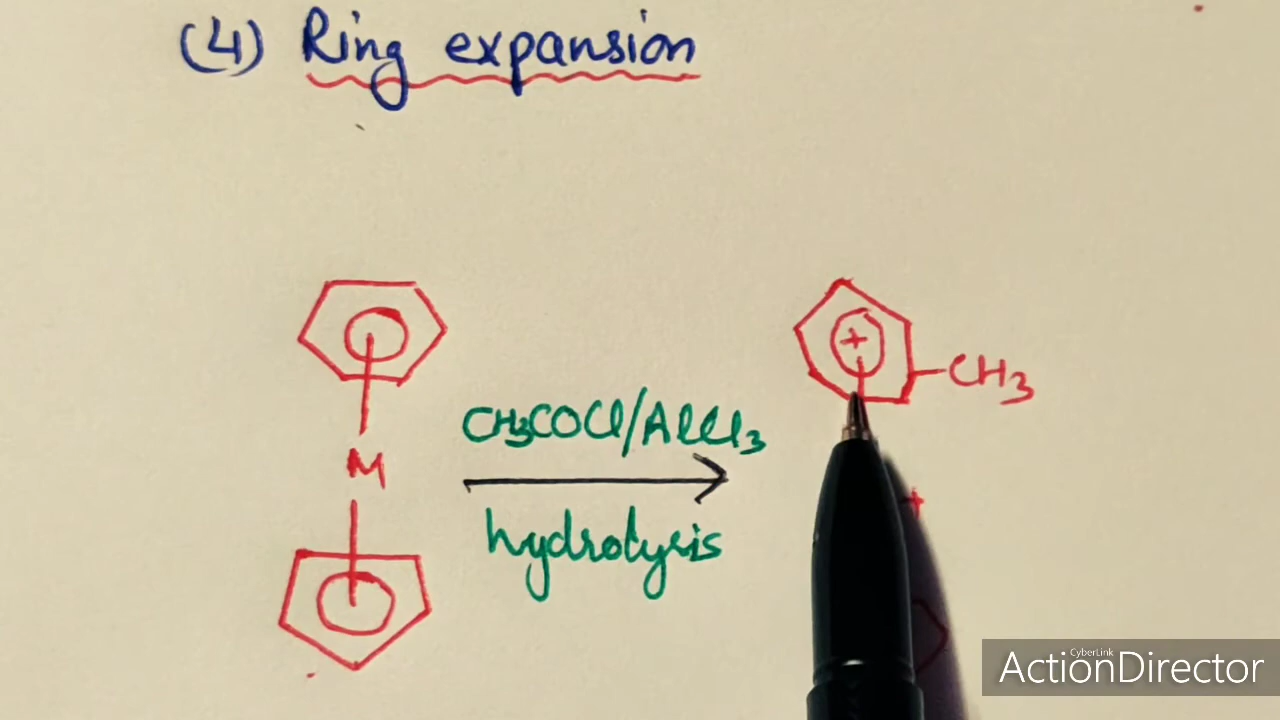 (4) Ring expansion
CH3COCl/AlCl3
hydrolysis
M
+
CH3
+
CyberLink
ActionDirector